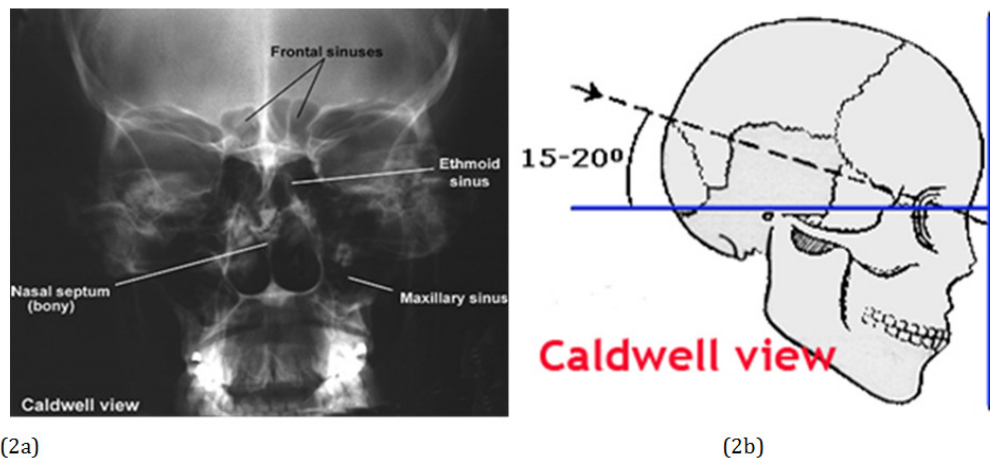 Frontal sinuses
Ethmoid
sinus
Nasal septum
(bony)
Maxillary sinus
Caldwell view
15-20º
Caldwell view
(2a)
(2b)